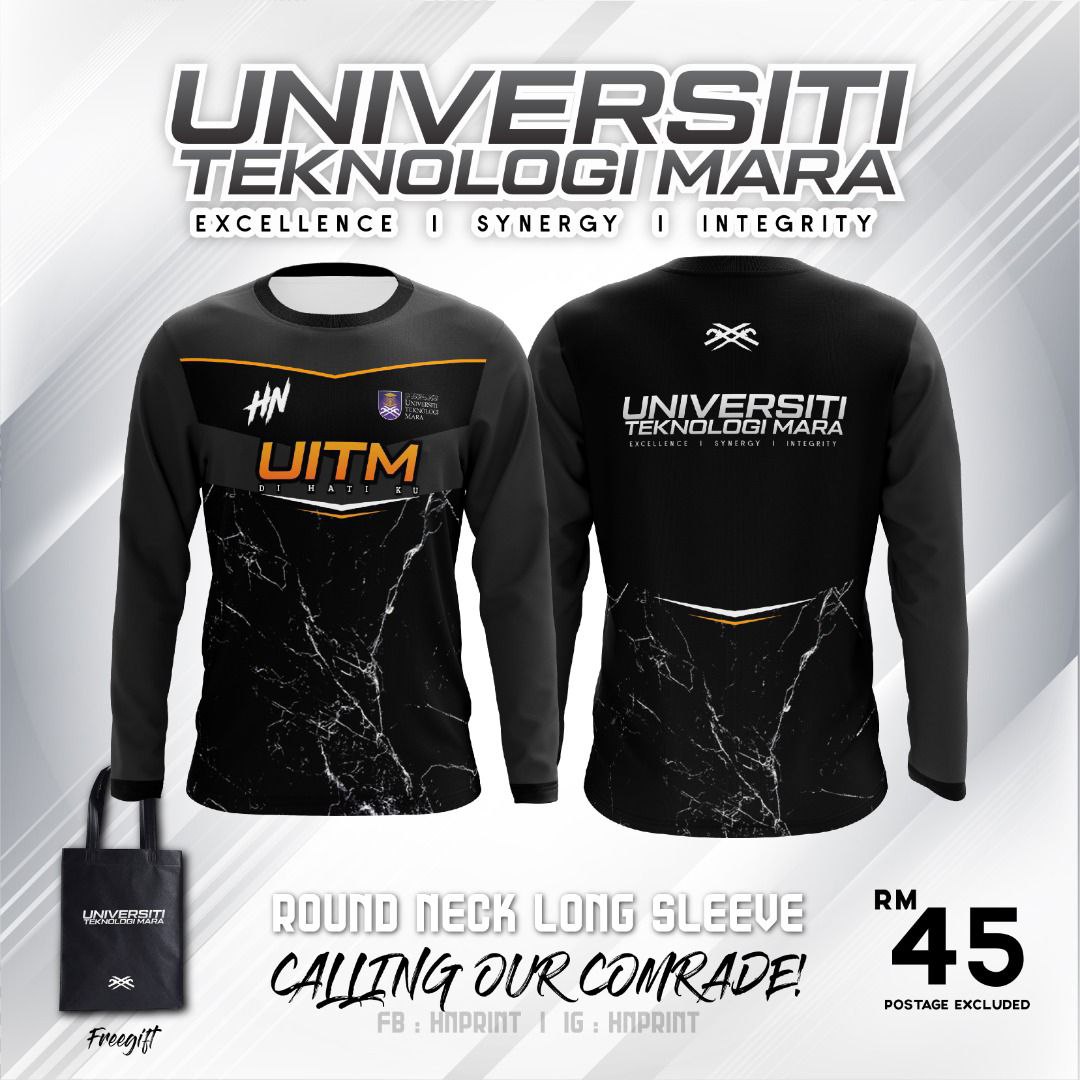 UNIVERSITI
TEKNOLOGI MARA
EXCELLENCE | SYNERGY | INTEGRITY
HN
UNIVERSITI
TEKNOLOGI
MARA
UITM
DI HATI KU
UNIVERSITI
TEKNOLOGI MARA
EXCELLENCE | SYNERGY | INTEGRITY
UNIVERSITI
TEKNOLOGI MARA
Freegift
ROUND NECK LONG SLEEVE
CALLING OUR COMRADE!
FB : HNPRINT | IG : HNPRINT
RM
45
POSTAGE EXCLUDED